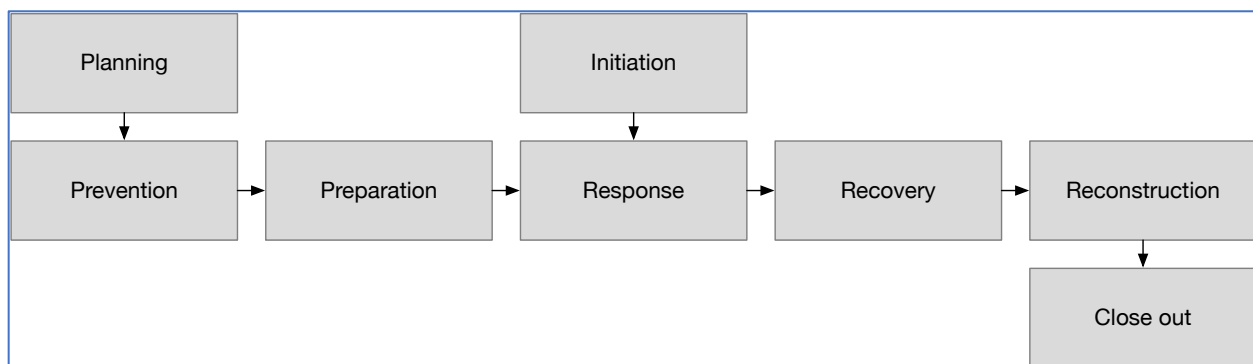 Planning
Initiation
Prevention
Preparation
Response
Recovery
Reconstruction
Close out